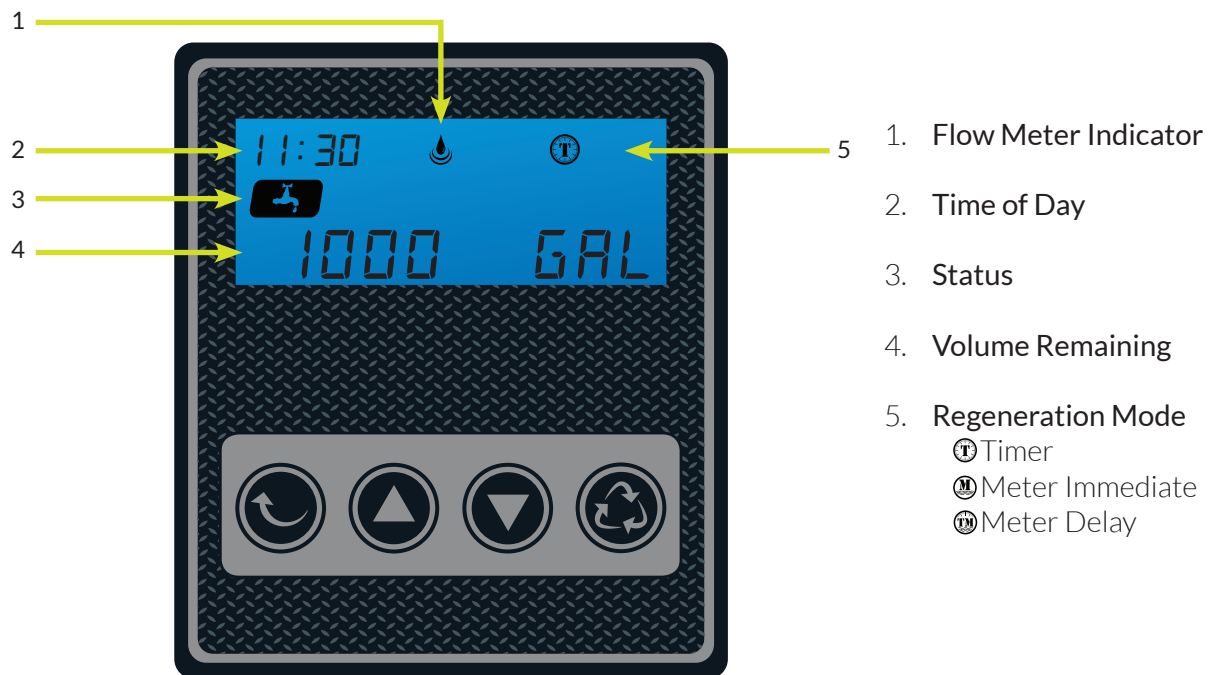 1
2
3
4
5
11:30
T
1000 GAL
1. Flow Meter Indicator
2. Time of Day
3. Status
4. Volume Remaining
5. Regeneration Mode
T Timer
M Meter Immediate
TM Meter Delay